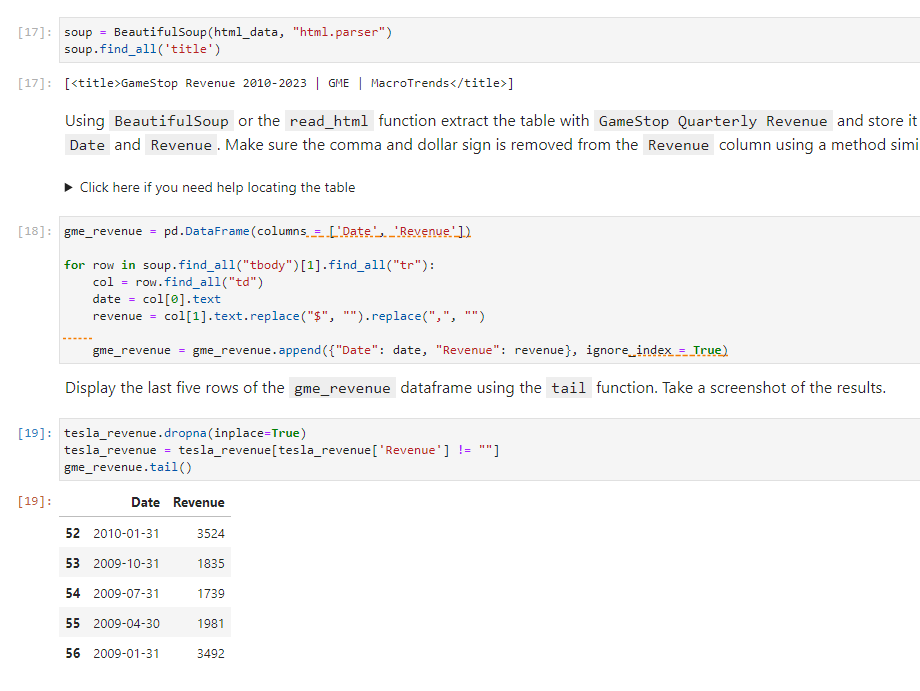 [17]: soup = BeautifulSoup(html_data, "html.parser")
soup.find_all('title')
[17]: [<title>GameStop Revenue 2010-2023 | GME | MacroTrends</title>]
Using BeautifulSoup or the read_html function extract the table with GameStop Quarterly Revenue and store it
Date and Revenue. Make sure the comma and dollar sign is removed from the Revenue column using a method simi
▶ Click here if you need help locating the table
[18]: gme_revenue = pd.DataFrame(columns = ['Date', 'Revenue'])
for row in soup.find_all("tbody")[1].find_all("tr"):
    col = row.find_all("td")
    date = col[0].text
    revenue = col[1].text.replace("$", "").replace(",", "")
    gme_revenue = gme_revenue.append({"Date": date, "Revenue": revenue}, ignore_index = True)
Display the last five rows of the gme_revenue dataframe using the tail function. Take a screenshot of the results.
[19]: tesla_revenue.dropna(inplace=True)
tesla_revenue = tesla_revenue[tesla_revenue['Revenue'] != ""]
gme_revenue.tail()
[19]: Date Revenue
52 2010-01-31 3524
53 2009-10-31 1835
54 2009-07-31 1739
55 2009-04-30 1981
56 2009-01-31 3492